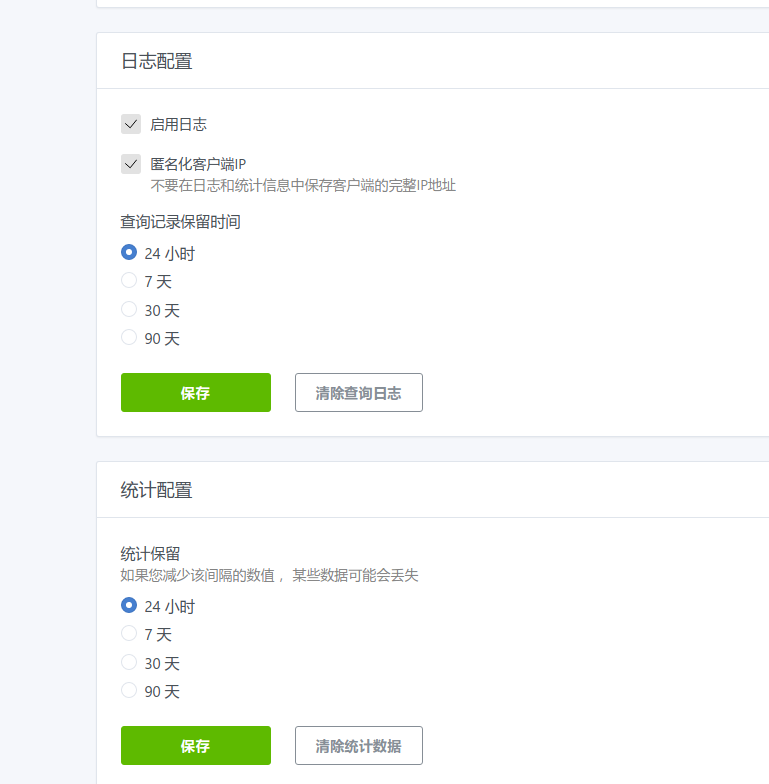 日志配置
启用日志
匿名化客户端IP
不要在日志和统计信息中保存客户端的完整IP地址
查询记录保留时间
24 小时
7 天
30 天
90 天
保存
清除查询日志
统计配置
统计保留
如果您减少该间隔的数值，某些数据可能会丢失
24 小时
7 天
30 天
90 天
保存
清除统计数据